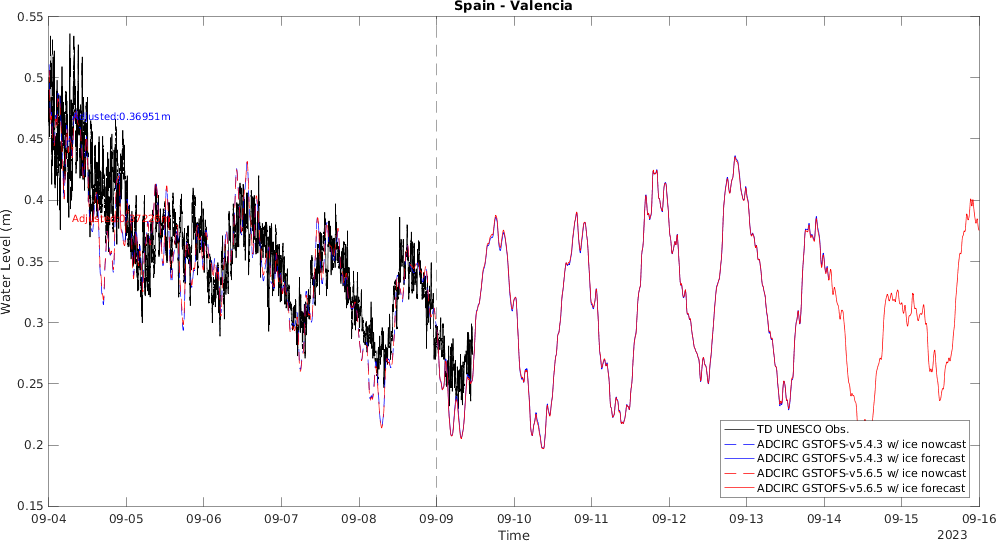 Spain - Valencia
0.55
0.5
0.45
0.4
0.35
0.3
0.25
0.2
0.15
Water Level (m)
Adjusted:0.36951m
TD UNESCO Obs.
ADCIRC GSTOFS-v5.4.3 w/ ice nowcast
ADCIRC GSTOFS-v5.4.3 w/ ice forecast
ADCIRC GSTOFS-v5.6.5 w/ ice nowcast
ADCIRC GSTOFS-v5.6.5 w/ ice forecast
09-04 09-05 09-06 09-07 09-08 09-09 09-10 09-11 09-12 09-13 09-14 09-15 09-16
Time
2023